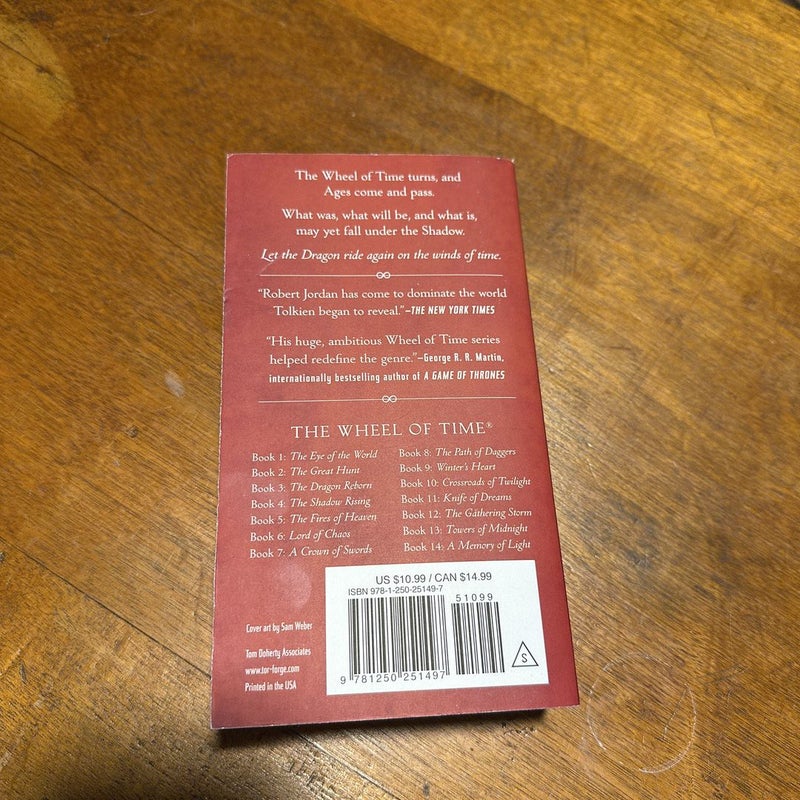 The Wheel of Time turns, and
Ages come and pass.
What was, what will be, and what is,
may yet fall under the Shadow.
Let the Dragon ride again on the winds of time.
“Robert Jordan has come to dominate the world
Tolkien began to reveal.”–THE NEW YORK TIMES
“His huge, ambitious Wheel of Time series
helped redefine the genre.”–George R. R. Martin,
internationally bestselling author of A GAME OF THRONES
THE WHEEL OF TIME®
Book 1: The Eye of the World
Book 2: The Great Hunt
Book 3: The Dragon Reborn
Book 4: The Shadow Rising
Book 5: The Fires of Heaven
Book 6: Lord of Chaos
Book 7: A Crown of Swords
Book 8: The Path of Daggers
Book 9: Winter's Heart
Book 10: Crossroads of Twilight
Book 11: Knife of Dreams
Book 12: The Gathering Storm
Book 13: Towers of Midnight
Book 14: A Memory of Light
US $10.99 / CAN $14.99
ISBN 978-1-250-25149-7
51099
9 781250 251497
S
Cover art by Sam Weber
Tom Doherty Associates
www.tor-forge.com
Printed in the USA